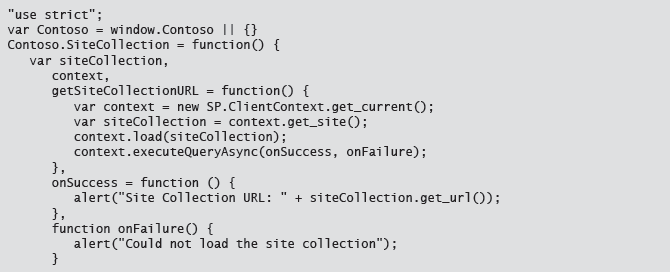 "use strict";
var Contoso = window.Contoso || {}
Contoso.SiteCollection = function() {
var siteCollection,
context,
getSiteCollectionURL = function() {
var context = new SP.ClientContext.get_current();
var siteCollection = context.get_site();
context.load(siteCollection);
context.executeQueryAsync(onSuccess, onFailure);
},
onSuccess = function () {
alert("Site Collection URL: " + siteCollection.get_url());
},
function onFailure() {
alert("Could not load the site collection");
}